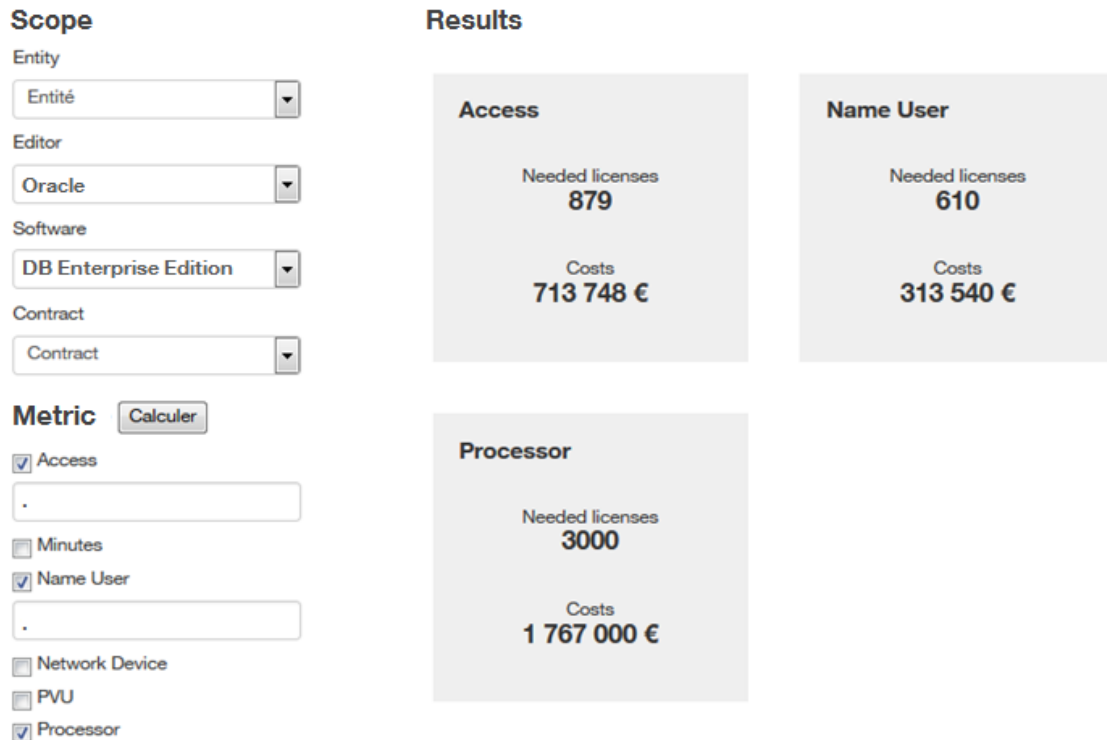 Scope
Entity
Entité
Editor
Oracle
Software
DB Enterprise Edition
Contract
Contract
Metric
Calculer
Access
.
Minutes
Name User
.
Network Device
PVU
Processor
Results
Access
Needed licenses
879
Costs
713 748 €
Name User
Needed licenses
610
Costs
313 540 €
Processor
Needed licenses
3000
Costs
1 767 000 €